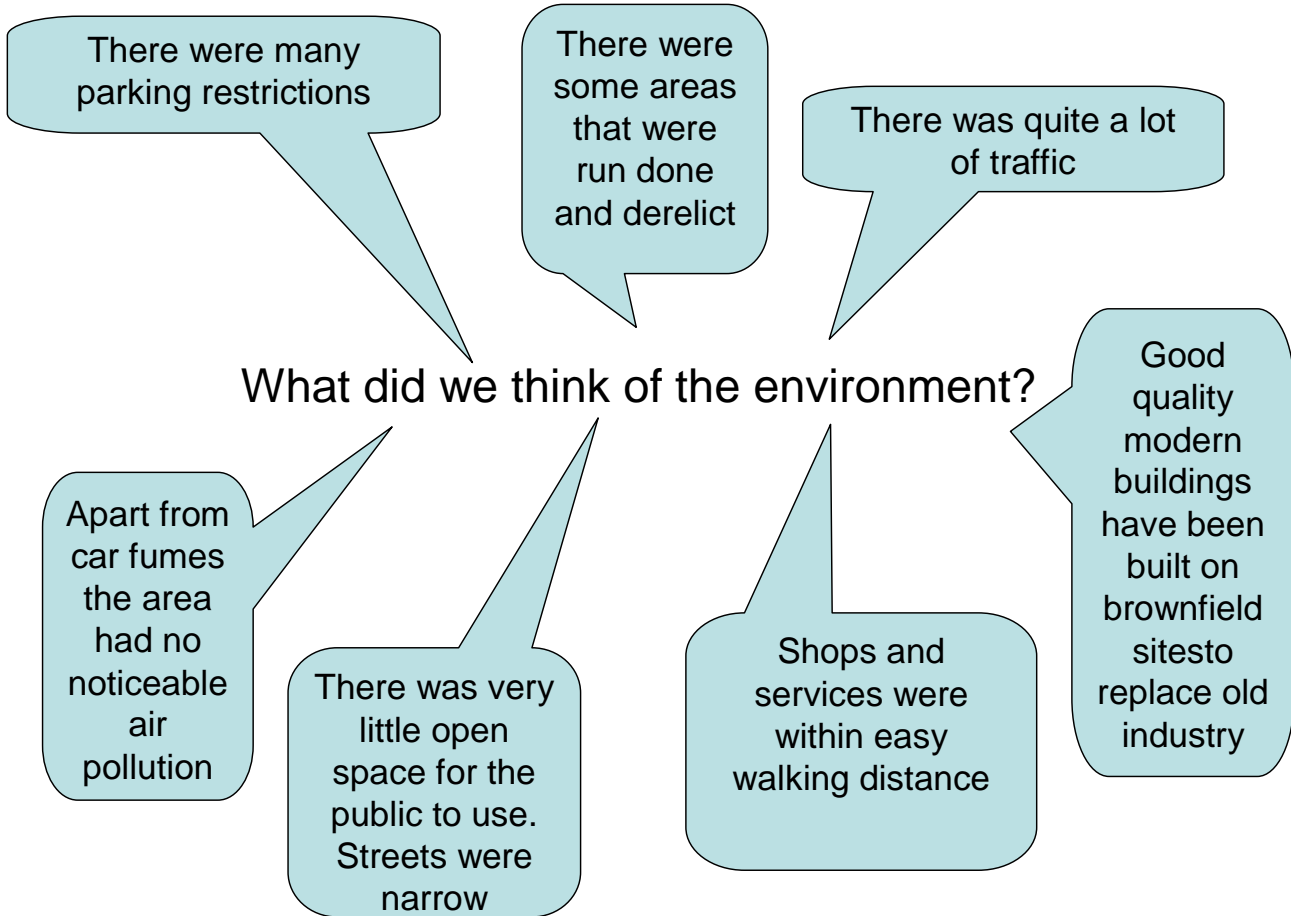 There were many
parking restrictions
There were
some areas
that were
run done
and derelict
There was quite a lot
of traffic
What did we think of the environment?
Good
quality
modern
buildings
have been
built on
brownfield
sitesto
replace old
industry
Apart from
car fumes
the area
had no
noticeable
air
pollution
There was very
little open
space for the
public to use.
Streets were
narrow
Shops and
services were
within easy
walking distance